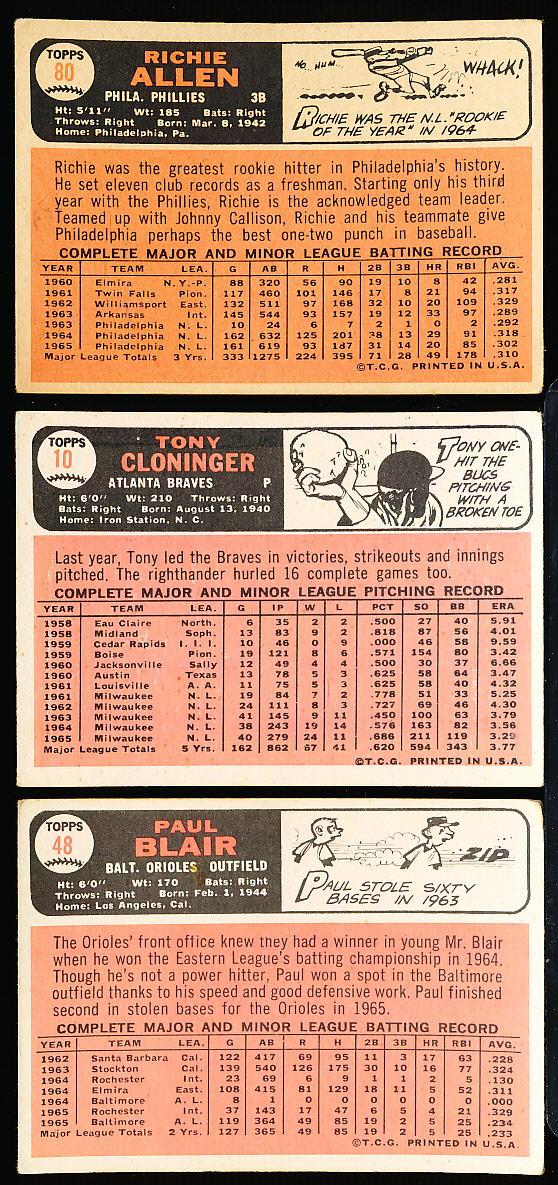 TOPPS
80
RICHIE
ALLEN
PHILA. PHILLIES 3B
Ht: 5'11" Wt: 185 Bats: Right
Throws: Right Born: Mar. 8, 1942
Home: Philadelphia, Pa.
HO.. HUM..
WHACK!
RICHIE WAS THE N.L. "ROOKIE
OF THE YEAR" IN 1964
Richie was the greatest rookie hitter in Philadelphia's history.
He set eleven club records as a freshman. Starting only his third
year with the Phillies, Richie is the acknowledged team leader.
Teamed up with Johnny Callison, Richie and his teammate give
Philadelphia perhaps the best one-two punch in baseball.
COMPLETE MAJOR AND MINOR LEAGUE BATTING RECORD
YEAR TEAM LEA. G AB R H 2B 3B HR RBI AVG.
1960 Elmira N.Y.-P. 88 320 56 90 19 10 8 42 .281
1961 Twin Falls Pion. 117 460 101 146 17 8 21 94 .317
1962 Williamsport East. 132 511 97 168 32 10 20 109 .329
1963 Arkansas Int. 145 544 93 157 19 12 33 97 .289
1963 Philadelphia N. L. 10 24 6 7 2 1 0 2 .292
1964 Philadelphia N. L. 162 632 125 201 38 13 29 91 .318
1965 Philadelphia N. L. 161 619 93 187 31 14 20 85 .302
Major League Totals 3 Yrs. 333 1275 224 395 71 28 49 178 .310
©T.C.G. PRINTED IN U.S.A.
TOPPS
10
TONY
CLONINGER
ATLANTA BRAVES P
Ht: 6'0" Wt: 210 Throws: Right
Bats: Right Born: August 13, 1940
Home: Iron Station, N. C.
TONY ONE-
HIT THE
BUCS
PITCHING
WITH A
BROKEN TOE
Last year, Tony led the Braves in victories, strikeouts and innings
pitched. The righthander hurled 16 complete games too.
COMPLETE MAJOR AND MINOR LEAGUE PITCHING RECORD
YEAR TEAM LEA. G IP W L PCT SO BB ERA
1958 Eau Claire North. 6 35 2 2 .500 27 40 5.91
1958 Midland Soph. 13 83 9 2 .818 87 56 4.01
1959 Cedar Rapids I. I. I. 10 46 0 9 .000 46 58 9.59
1959 Boise Pion. 19 121 8 6 .571 154 80 3.42
1960 Jacksonville Sally 12 49 4 4 .500 30 37 6.66
1960 Austin Texas 13 78 5 3 .625 58 64 3.47
1961 Louisville A. A. 11 75 5 3 .625 58 40 4.32
1961 Milwaukee N. L. 19 84 7 2 .778 51 33 5.25
1962 Milwaukee N. L. 24 111 8 3 .727 69 46 4.30
1963 Milwaukee N. L. 41 145 9 11 .450 100 63 3.79
1964 Milwaukee N. L. 38 243 19 14 .576 163 82 3.56
1965 Milwaukee N. L. 40 279 24 11 .686 211 119 3.29
Major League Totals 5 Yrs. 162 862 67 41 .620 594 343 3.77
©T.C.G. PRINTED IN U.S.A.
TOPPS
48
PAUL
BLAIR
BALT. ORIOLES OUTFIELD
Ht: 6'0" Wt: 170 Bats: Right
Throws: Right Born: Feb. 1, 1944
Home: Los Angeles, Cal.
ZIP
PAUL STOLE SIXTY
BASES IN 1963
The Orioles' front office knew they had a winner in young Mr. Blair
when he won the Eastern League's batting championship in 1964.
Though he's not a power hitter, Paul won a spot in the Baltimore
outfield thanks to his speed and good defensive work. Paul finished
second in stolen bases for the Orioles in 1965.
COMPLETE MAJOR AND MINOR LEAGUE BATTING RECORD
YEAR TEAM LEA. G AB R H 2B 3B HR RBI AVG.
1962 Santa Barbara Cal. 122 417 69 95 11 3 17 63 .228
1963 Stockton Cal. 139 540 126 175 30 10 16 77 .324
1964 Rochester Int. 23 69 6 9 1 1 2 5 .130
1964 Elmira East. 108 415 81 129 18 11 5 52 .311
1964 Baltimore A. L. 8 1 0 0 0 0 0 0 .000
1965 Rochester Int. 37 143 17 47 6 5 4 21 .329
1965 Baltimore A. L. 119 364 49 85 19 2 5 25 .234
Major League Totals 2 Yrs. 127 365 49 85 19 2 5 25 .233
©T.C.G. PRINTED IN U.S.A.